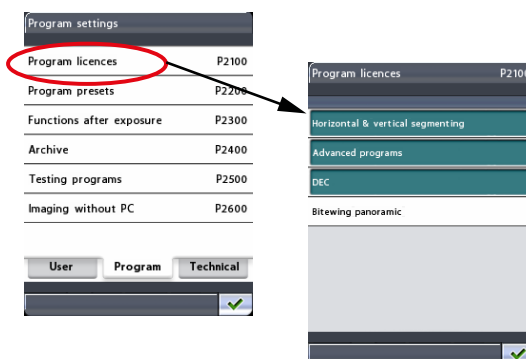 Program settings
Program licences P2100
Program presets P2200
Functions after exposure P2300
Archive P2400
Testing programs P2500
Imaging without PC P2600
User Program Technical
Program licences P2100
Horizontal & vertical segmenting
Advanced programs
DEC
Bitewing panoramic